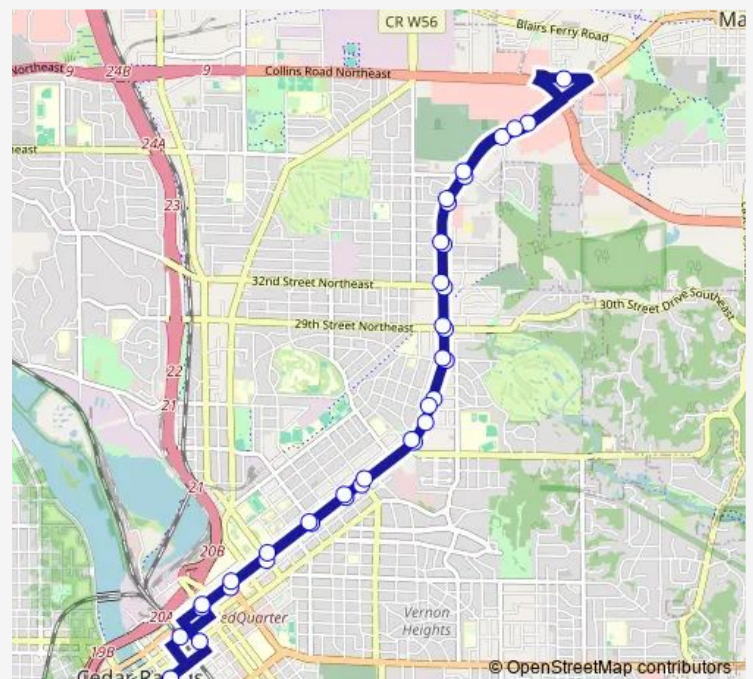 CR W56
Blairs Ferry Road
Ma
Northeast
9
24B
9
Collins Road Northeast
24A
east
23
32nd Street Northeast
30th Street Drive Southeast
29th Street Northeast
22
21
21
20B
20A
edQuarter
Vernon
Heights
19B
© OpenStreetMap contributors